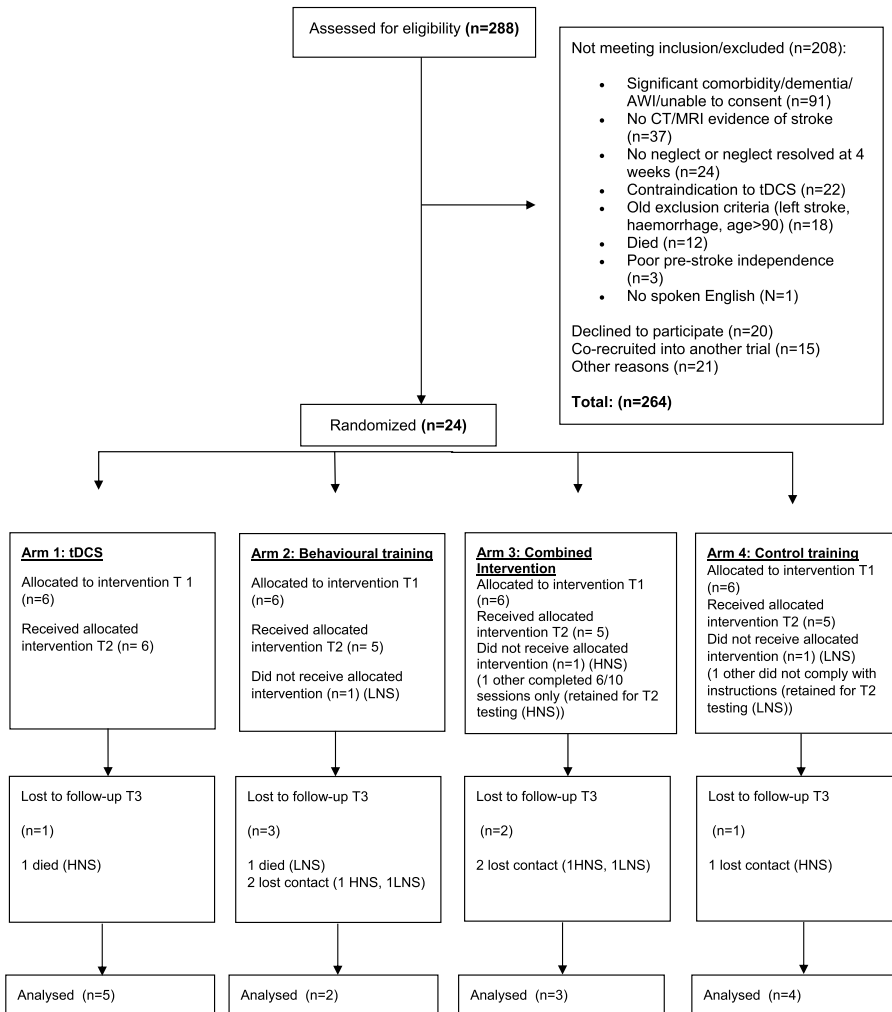 Assessed for eligibility (n=288)
Not meeting inclusion/excluded (n=208):
• Significant comorbidity/dementia/
AWI/unable to consent (n=91)
• No CT/MRI evidence of stroke
(n=37)
• No neglect or neglect resolved at 4
weeks (n=24)
• Contraindication to tDCS (n=22)
• Old exclusion criteria (left stroke,
haemorrhage, age>90) (n=18)
• Died (n=12)
• Poor pre-stroke independence
(n=3)
• No spoken English (N=1)
Declined to participate (n=20)
Co-recruited into another trial (n=15)
Other reasons (n=21)
Total: (n=264)
Randomized (n=24)
Arm 1: tDCS
Allocated to intervention T 1
(n=6)
Received allocated
intervention T2 (n= 6)
Arm 2: Behavioural training
Allocated to intervention T1
(n=6)
Received allocated
intervention T2 (n= 5)
Did not receive allocated
intervention (n=1) (LNS)
Arm 3: Combined
Intervention
Allocated to intervention T1
(n=6)
Received allocated
intervention T2 (n= 5)
Did not receive allocated
intervention (n=1) (HNS)
(1 other completed 6/10
sessions only (retained for T2
testing (HNS))
Arm 4: Control training
Allocated to intervention T1
(n=6)
Received allocated
intervention T2 (n=5)
Did not receive allocated
intervention (n=1) (LNS)
(1 other did not comply with
instructions (retained for T2
testing (LNS))
Lost to follow-up T3
(n=1)
1 died (HNS)
Lost to follow-up T3
(n=3)
1 died (LNS)
2 lost contact (1 HNS, 1LNS)
Lost to follow-up T3
(n=2)
2 lost contact (1HNS, 1LNS)
Lost to follow-up T3
(n=1)
1 lost contact (HNS)
Analysed (n=5)
Analysed (n=2)
Analysed (n=3)
Analysed (n=4)